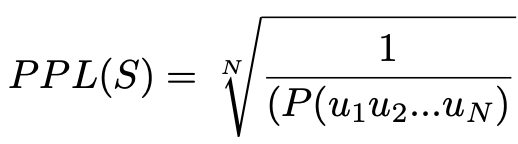 PPL(S) = \sqrt[N]{\frac{1}{(P(u_1u_2...u_N)}}